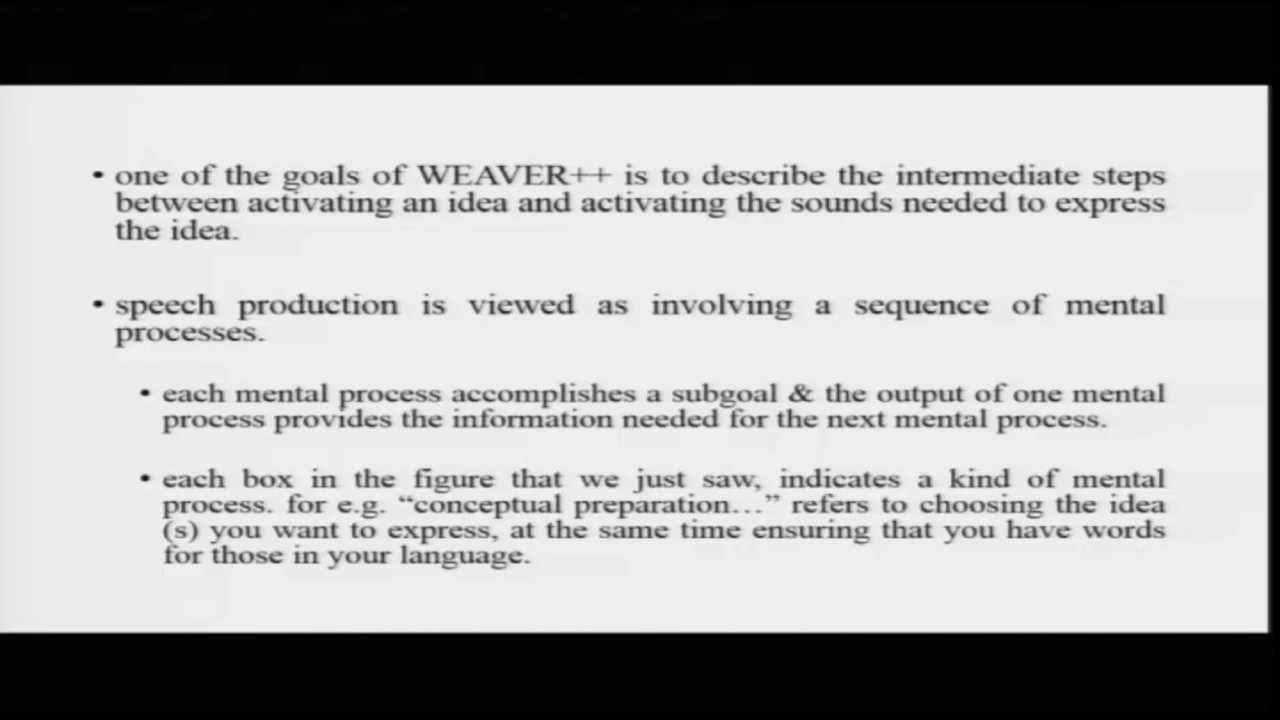 • one of the goals of WEAVER++ is to describe the intermediate steps
between activating an idea and activating the sounds needed to express
the idea.
• speech production is viewed as involving a sequence of mental
processes.
• each mental process accomplishes a subgoal & the output of one mental
process provides the information needed for the next mental process.
• each box in the figure that we just saw, indicates a kind of mental
process. for e.g. “conceptual preparation…” refers to choosing the idea
(s) you want to express, at the same time ensuring that you have words
for those in your language.